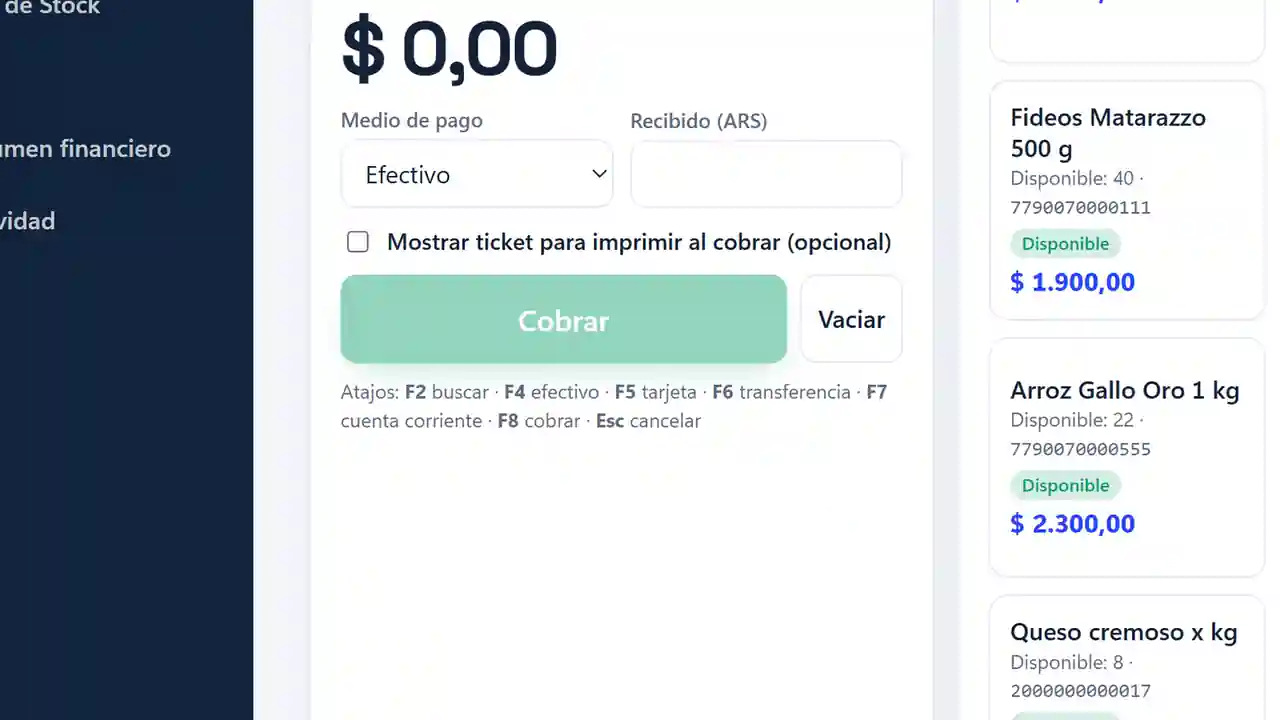 de Stock
umen financiero
vidad
$ 0,00
Medio de pago
Recibido (ARS)
Efectivo
Mostrar ticket para imprimir al cobrar (opcional)
Cobrar
Vaciar
Atajos: F2 buscar · F4 efectivo · F5 tarjeta · F6 transferencia · F7
cuenta corriente · F8 cobrar · Esc cancelar
Fideos Matarazzo
500 g
Disponible: 40 ·
7790070000111
Disponible
$ 1.900,00
Arroz Gallo Oro 1 kg
Disponible: 22 ·
7790070000555
Disponible
$ 2.300,00
Queso cremoso x kg
Disponible: 8 ·
2000000000017